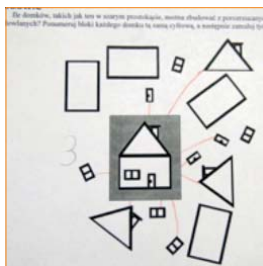 Ile domków, takich jak ten w szarym prostokącie, można zbudować z porozrzucanych
? Ponumeruj bloki każdego domku tą samą cyferką, a następnie zamaluj
3